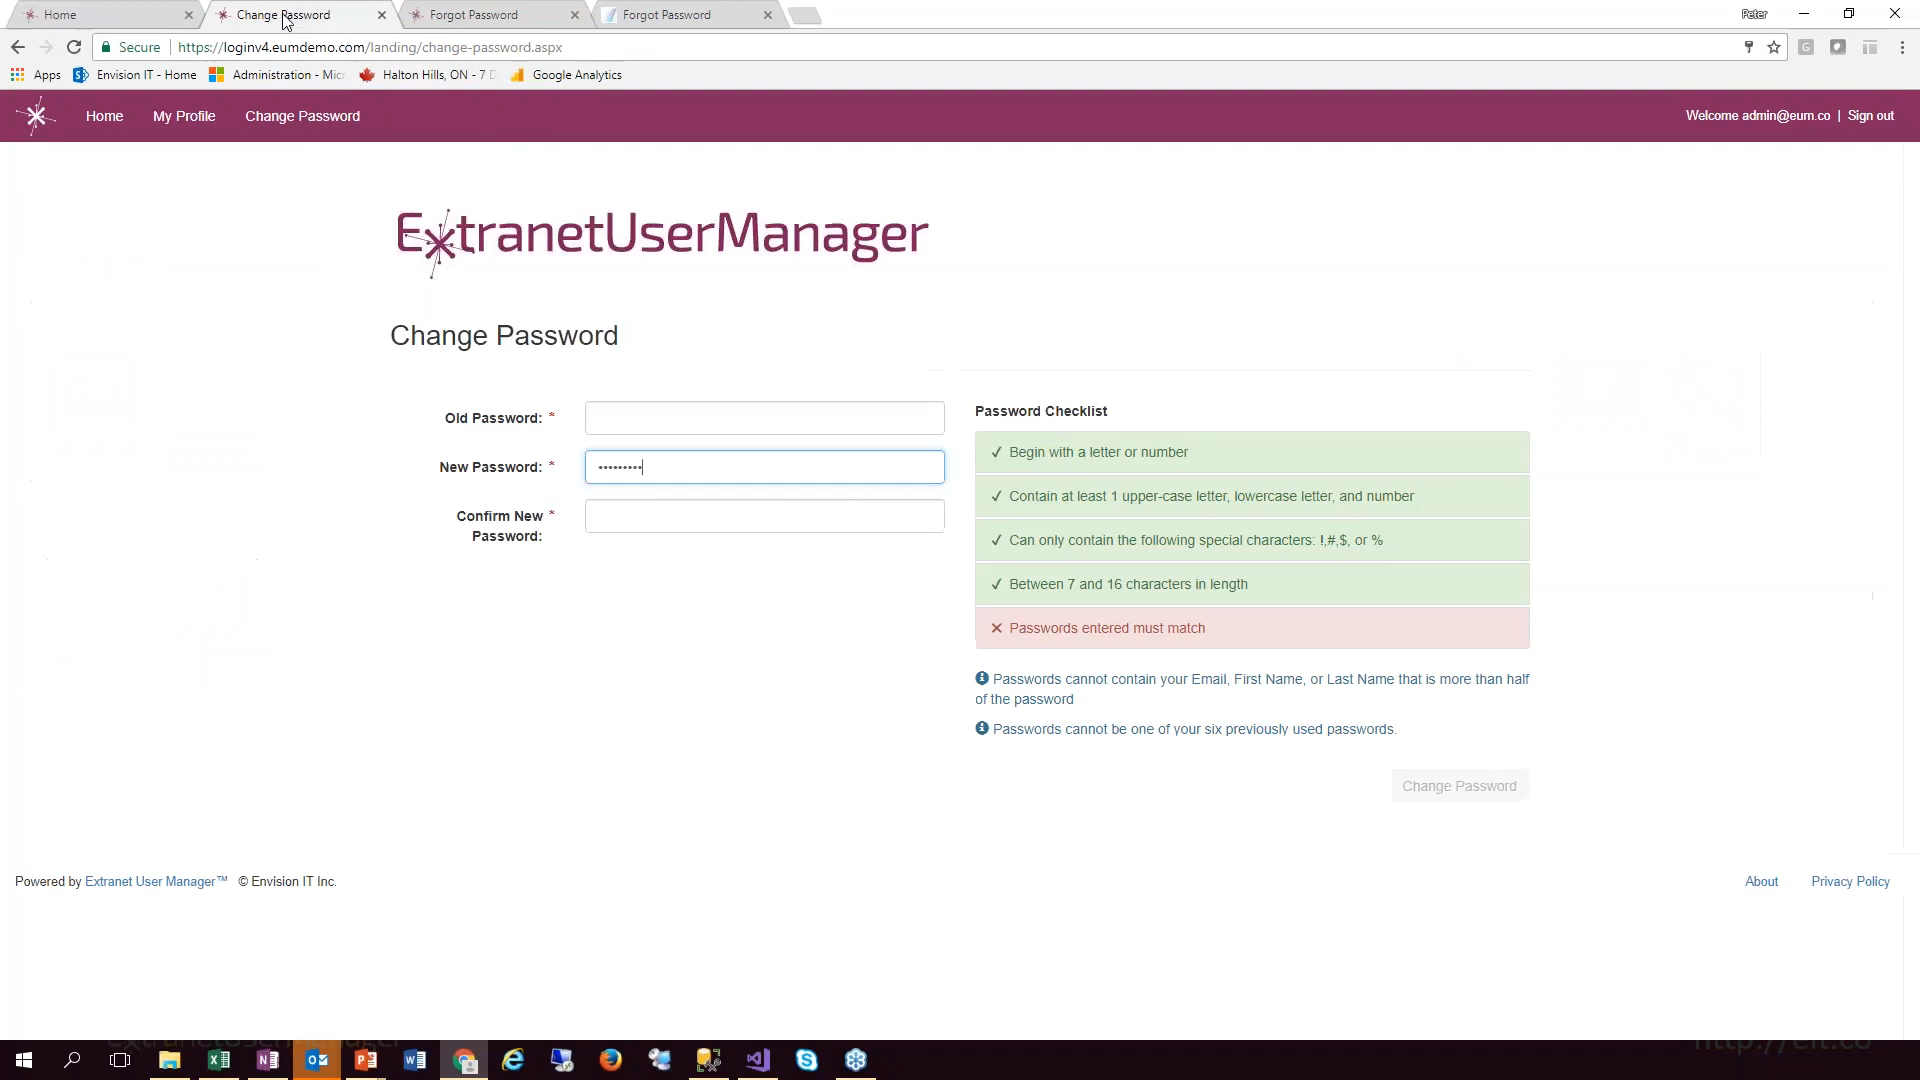 Home
Change Password
Forgot Password
Forgot Password
Peter
Secure
https://loginv4.eumdemo.com/landing/change-password.aspx
Apps
Envision IT - Home
Administration - Micr
Halton Hills, ON - 7 D
Google Analytics
Home
My Profile
Change Password
Welcome admin@eum.co | Sign out
ExtranetUserManager
Change Password
Old Password: *
New Password: *
•••••••••
Confirm New *
Password:
Password Checklist
✓ Begin with a letter or number
✓ Contain at least 1 upper-case letter, lowercase letter, and number
✓ Can only contain the following special characters: !,#,$, or %
✓ Between 7 and 16 characters in length
✕ Passwords entered must match
Passwords cannot contain your Email, First Name, or Last Name that is more than half
of the password
Passwords cannot be one of your six previously used passwords.
Change Password
Powered by Extranet User Manager™ © Envision IT Inc.
About
Privacy Policy